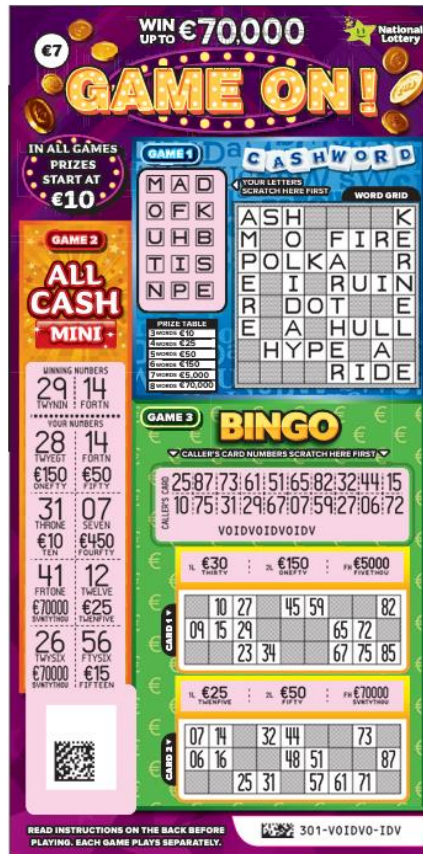 WIN UP TO €70,000
National Lottery
€7
GAME ON!
IN ALL GAMES
PRIZES
START AT
€10
GAME 1
CASHWORD
YOUR LETTERS
SCRATCH HERE FIRST
WORD GRID
M A D
O F K
U H B
T I S
N P E
A S H K
M O F I R E
P O L K A R
E I R U I N
R D O T E
E A H U L L
H Y P E A
R I D E
PRIZE TABLE
3 WORDS €10
4 WORDS €25
5 WORDS €50
6 WORDS €150
7 WORDS €5,000
8 WORDS €70,000
GAME 2
ALL
CASH
MINI
WINNING NUMBERS
29 14
TWYNIN FORTN
YOUR NUMBERS
28 14
TWYEGT FORTN
€150 €50
ONEFTY FIFTY
31 07
THRONE SEVEN
€10 €450
TEN FOURFTY
41 12
FRTONE TWELVE
€70000 €25
SVNTYTHOU TWENFIVE
26 56
TWYSIX FTYSIX
€70000 €15
SVNTYTHOU FIFTEEN
GAME 3
BINGO
CALLER'S CARD NUMBERS SCRATCH HERE FIRST
CALLER'S CARD
25 87 73 61 51 65 82 32 44 15
10 75 31 29 67 07 59 27 06 72
VOIDVOIDVOIDV
1L €30 2L €150 FH €5000
THIRTY ONEFTY FIVETHOU
CARD 1
10 27 45 59 82
09 15 29 65 72
23 34 67 75 85
1L €25 2L €50 FH €70000
TWENFIVE FIFTY SVNTYTHOU
CARD 2
07 14 32 44 73
06 16 48 51 87
25 31 57 61 71
READ INSTRUCTIONS ON THE BACK BEFORE
PLAYING. EACH GAME PLAYS SEPARATELY.
301-VOIDVO-IDV